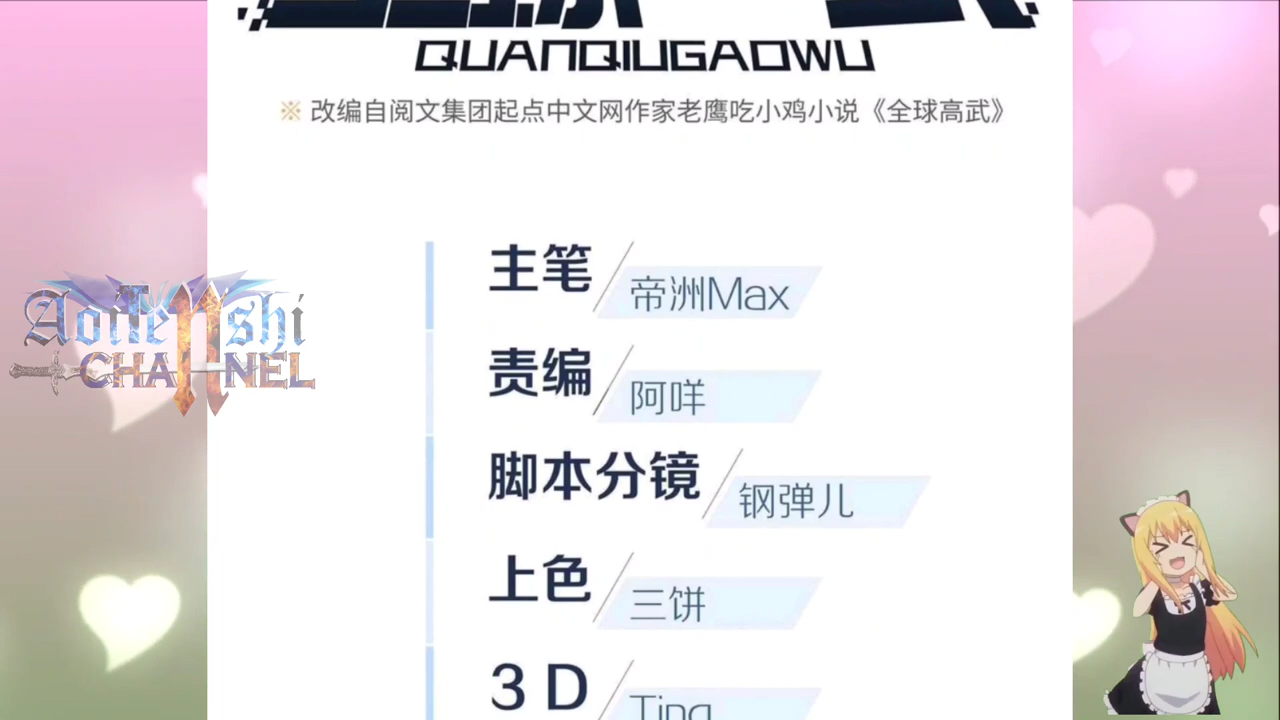 QUANQIUGAOWU
※ 改编自阅文集团起点中文网作家老鹰吃小鸡小说《全球高武》
主笔 帝洲Max
责编 阿咩
AoiTenshi
CHANNEL
脚本分镜 钢弹儿
上色 三饼
3D Ting